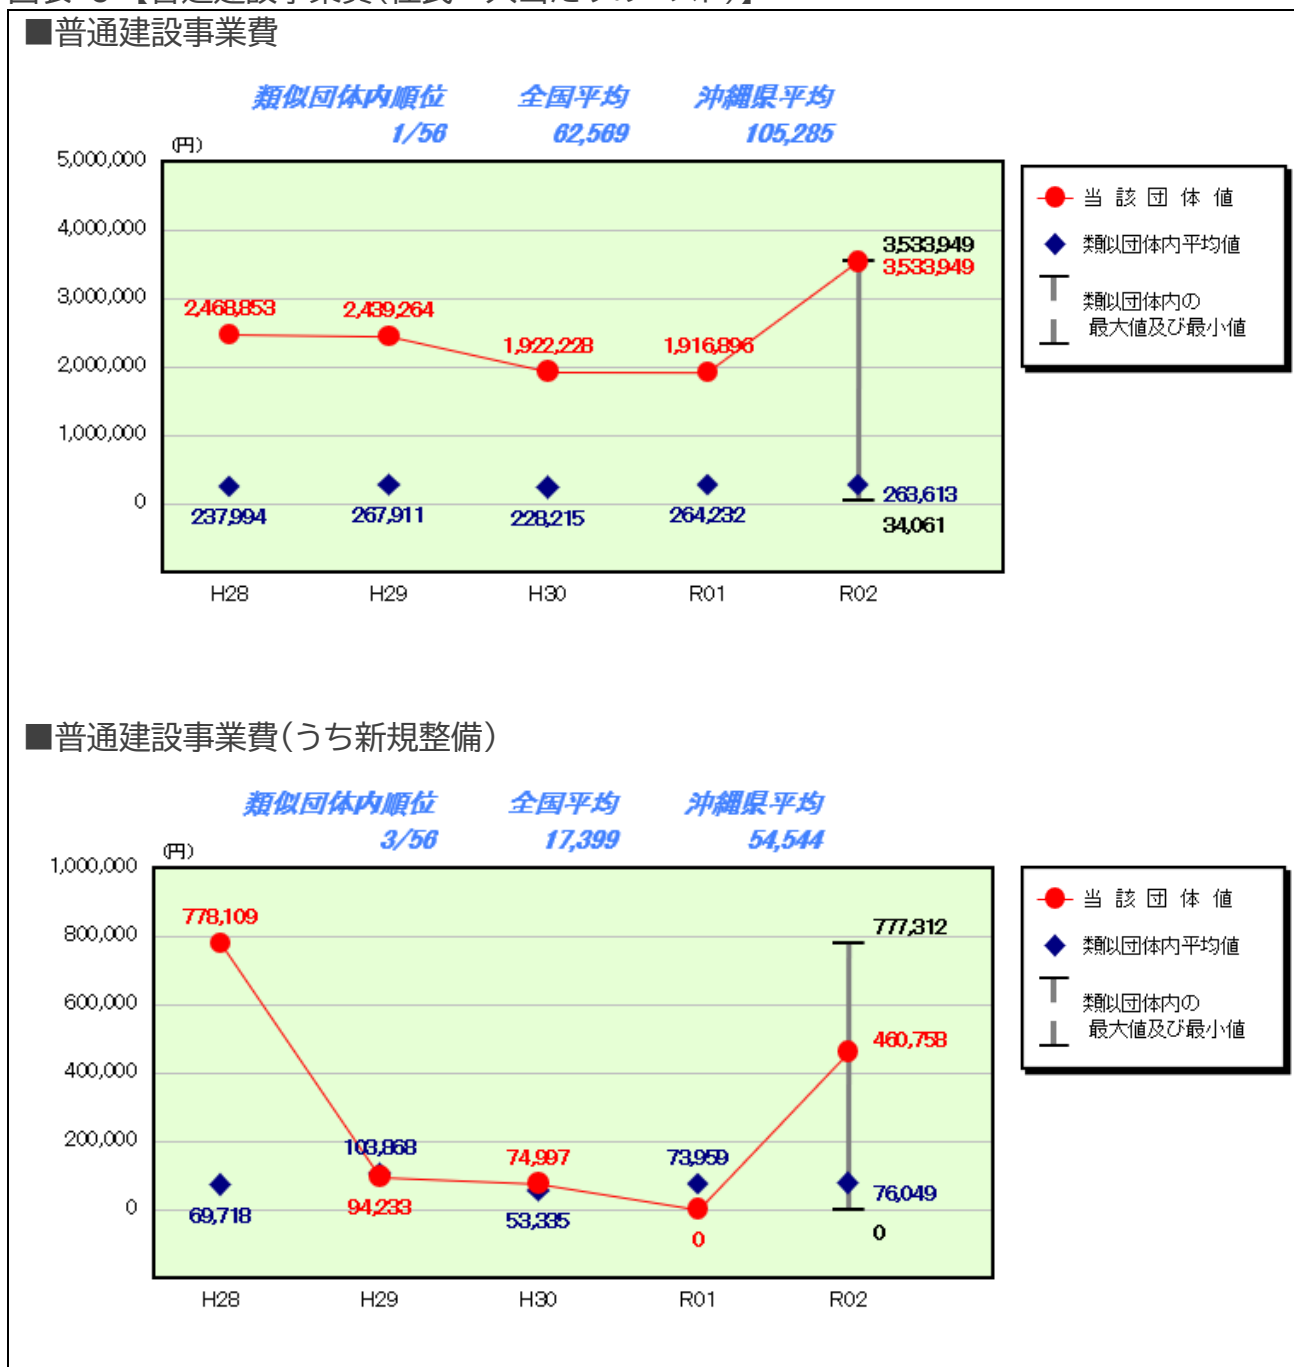 ■普通建設事業費
類似団体内順位 全国平均 沖縄県平均
1/56 62,569 105,285
(円)
5,000,000
4,000,000
3,000,000
2,000,000
1,000,000
0
2,468,853
2,439,264
1,922,228
1,916,896
3,533,949
3,533,949
237,994
267,911
228,215
264,232
263,613
34,061
H28 H29 H30 R01 R02
当該団体値
類似団体内平均値
類似団体内の
最大値及び最小値
■普通建設事業費(うち新規整備)
類似団体内順位 全国平均 沖縄県平均
3/56 17,399 54,544
(円)
1,000,000
800,000
600,000
400,000
200,000
0
778,109
103,868
94,233
74,997
73,959
0
777,312
460,758
76,049
0
69,718
53,335
H28 H29 H30 R01 R02
当該団体値
類似団体内平均値
類似団体内の
最大値及び最小値